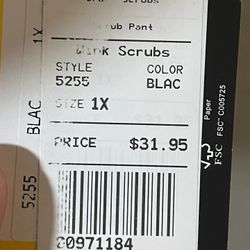 Scrub Pant
Wink Scrubs
STYLE COLOR
5255 BLAC
SIZE 1X
PRICE $31.95
20971184
5255 BLAC 1X
Paper
FSC FSC™ C005725